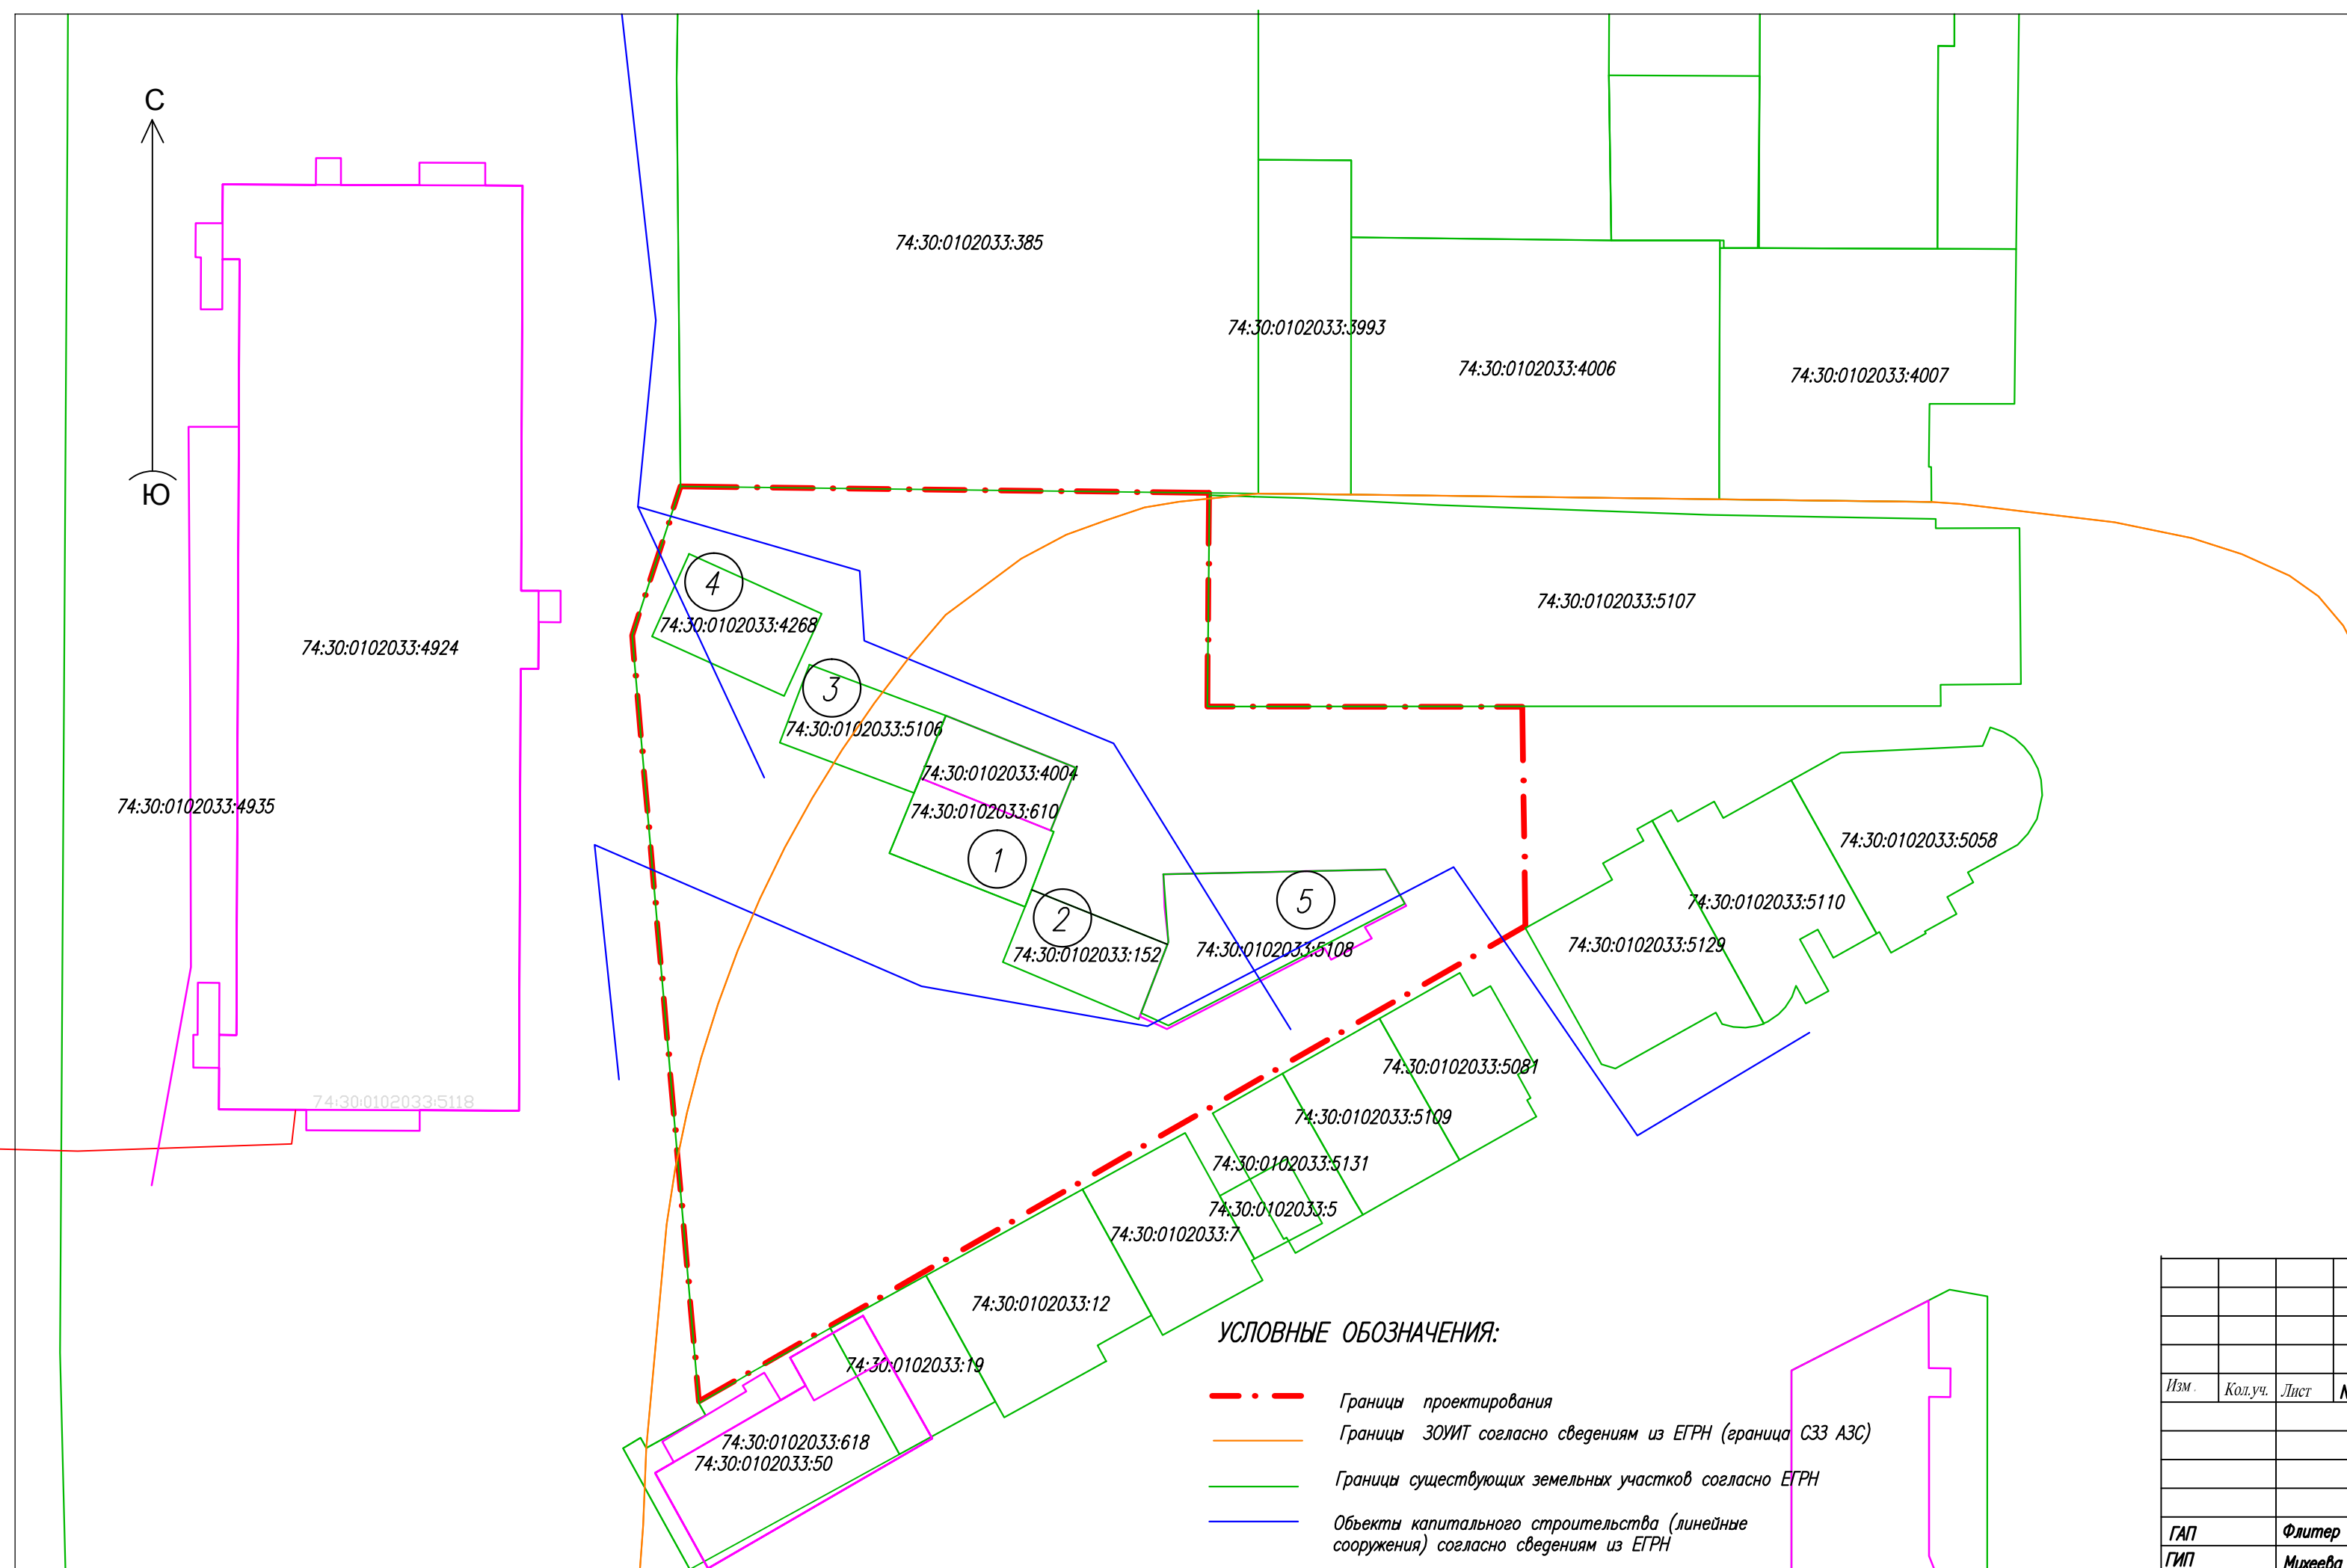 С
Ю
74:30:0102033:385
74:30:0102033:3993
74:30:0102033:4006
74:30:0102033:4007
4
74:30:0102033:4268
74:30:0102033:5107
74:30:0102033:4924
3
74:30:0102033:5106
74:30:0102033:4004
74:30:0102033:4935
74:30:0102033:610
1
74:30:0102033:5058
2
5
74:30:0102033:5110
74:30:0102033:152
74:30:0102033:5108
74:30:0102033:5129
74:30:0102033:5118
74:30:0102033:5081
74:30:0102033:5109
74:30:0102033:5131
74:30:0102033:5
74:30:0102033:7
74:30:0102033:12
74:30:0102033:19
74:30:0102033:618
74:30:0102033:50
УСЛОВНЫЕ ОБОЗНАЧЕНИЯ:
Границы проектирования
Границы ЗОУИТ согласно сведениям из ЕГРН (граница СЗЗ АЗС)
Границы существующих земельных участков согласно ЕГРН
Объекты капитального строительства (линейные
сооружения) согласно сведениям из ЕГРН
Изм. Кол.уч. Лист
ГАП Флитер
ГИП Михеева